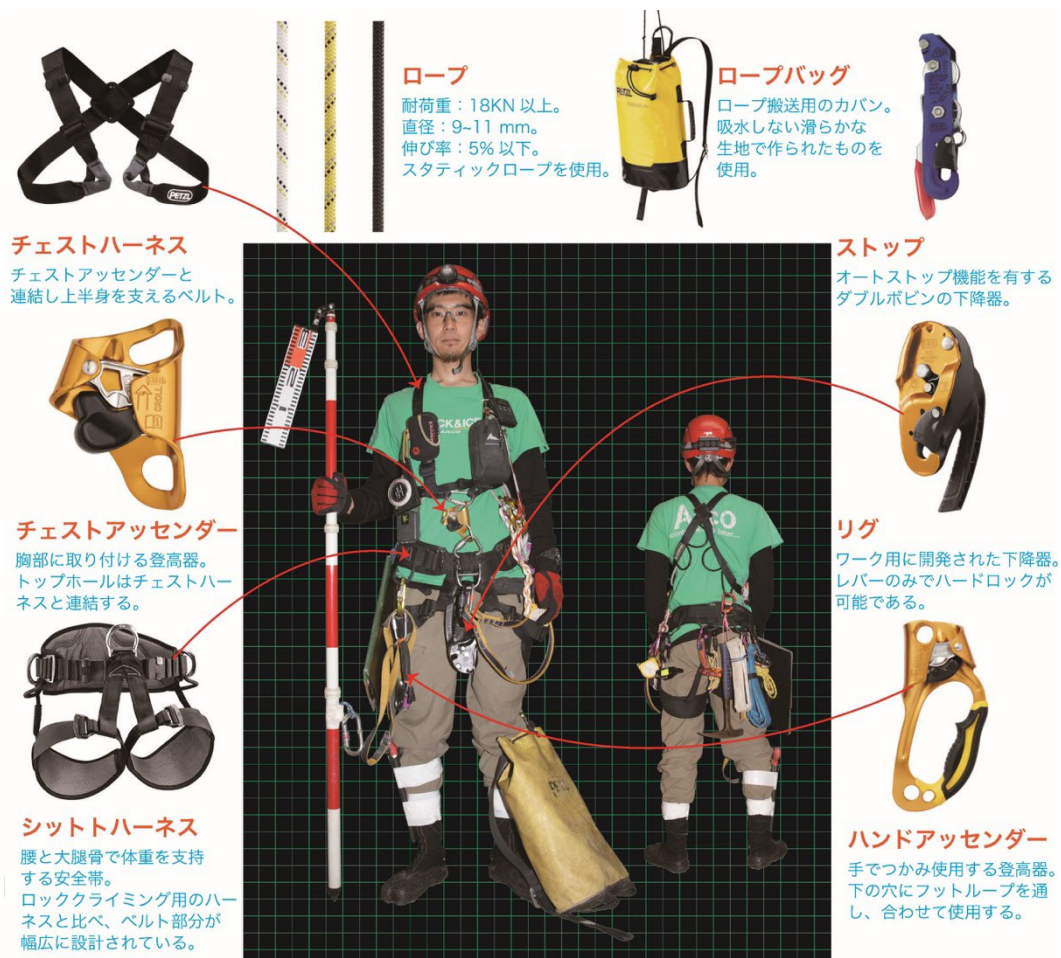 ロープ
耐荷重：18KN 以上。
直径：9~11 mm。
伸び率：5% 以下。
スタティックロープを使用。
ロープバッグ
ロープ搬送用のカバン。
吸水しない滑らかな
生地で作られたものを
使用。
PETZL
PETZL
チェストハーネス
チェストアッセンダーと
連結し上半身を支えるベルト。
ストップ
オートストップ機能を有する
ダブルボビンの下降器。
CROLL
CK&ICE
チェストアッセンダー
胸部に取り付ける登高器。
トップホールはチェストハー
ネスと連結する。
リグ
ワーク用に開発された下降器。
レバーのみでハードロックが
可能である。
シットトハーネス
腰と大腿骨で体重を支持
する安全帯。
ロッククライミング用のハー
ネスと比べ、ベルト部分が
幅広に設計されている。
ハンドアッセンダー
手でつかみ使用する登高器。
下の穴にフットループを通
し、合わせて使用する。